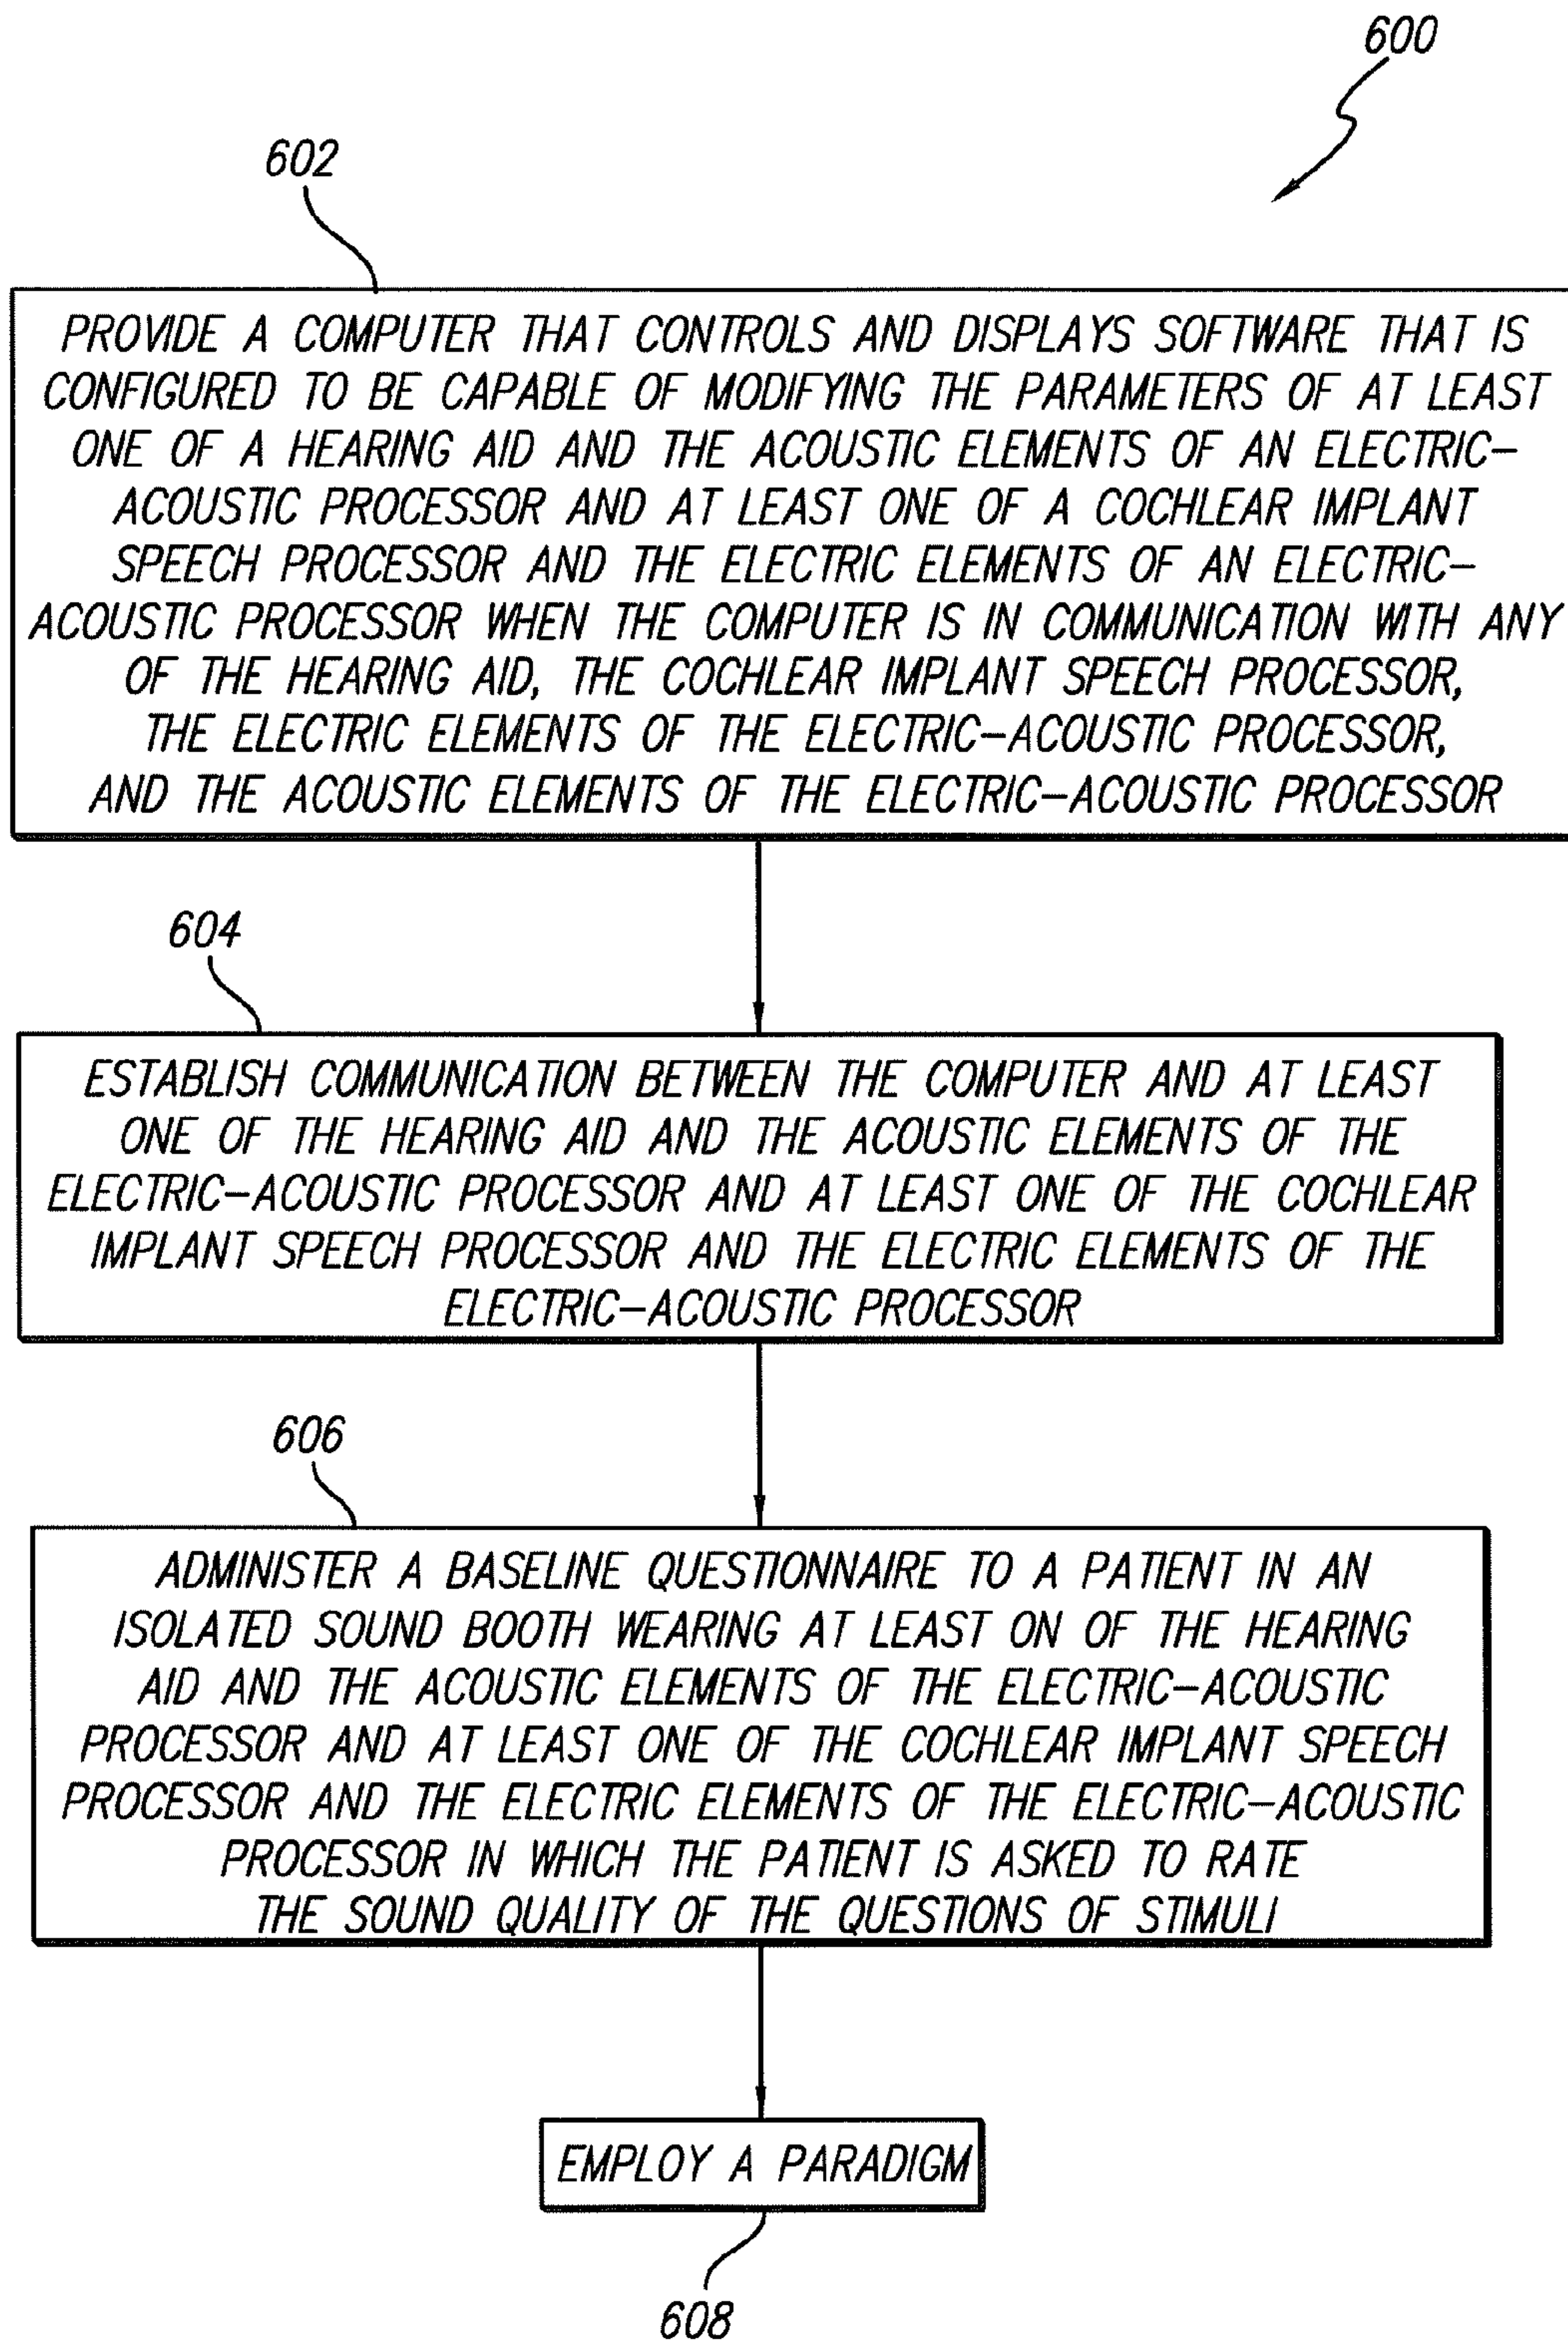 600
602
PROVIDE A COMPUTER THAT CONTROLS AND DISPLAYS SOFTWARE THAT IS
CONFIGURED TO BE CAPABLE OF MODIFYING THE PARAMETERS OF AT LEAST
ONE OF A HEARING AID AND THE ACOUSTIC ELEMENTS OF AN ELECTRIC-
ACOUSTIC PROCESSOR AND AT LEAST ONE OF A COCHLEAR IMPLANT
SPEECH PROCESSOR AND THE ELECTRIC ELEMENTS OF AN ELECTRIC-
ACOUSTIC PROCESSOR WHEN THE COMPUTER IS IN COMMUNICATION WITH ANY
OF THE HEARING AID, THE COCHLEAR IMPLANT SPEECH PROCESSOR,
THE ELECTRIC ELEMENTS OF THE ELECTRIC-ACOUSTIC PROCESSOR,
AND THE ACOUSTIC ELEMENTS OF THE ELECTRIC-ACOUSTIC PROCESSOR
604
ESTABLISH COMMUNICATION BETWEEN THE COMPUTER AND AT LEAST
ONE OF THE HEARING AID AND THE ACOUSTIC ELEMENTS OF THE
ELECTRIC-ACOUSTIC PROCESSOR AND AT LEAST ONE OF THE COCHLEAR
IMPLANT SPEECH PROCESSOR AND THE ELECTRIC ELEMENTS OF THE
ELECTRIC-ACOUSTIC PROCESSOR
606
ADMINISTER A BASELINE QUESTIONNAIRE TO A PATIENT IN AN
ISOLATED SOUND BOOTH WEARING AT LEAST ON OF THE HEARING
AID AND THE ACOUSTIC ELEMENTS OF THE ELECTRIC-ACOUSTIC
PROCESSOR AND AT LEAST ONE OF THE COCHLEAR IMPLANT SPEECH
PROCESSOR AND THE ELECTRIC ELEMENTS OF THE ELECTRIC-ACOUSTIC
PROCESSOR IN WHICH THE PATIENT IS ASKED TO RATE
THE SOUND QUALITY OF THE QUESTIONS OF STIMULI
EMPLOY A PARADIGM
608